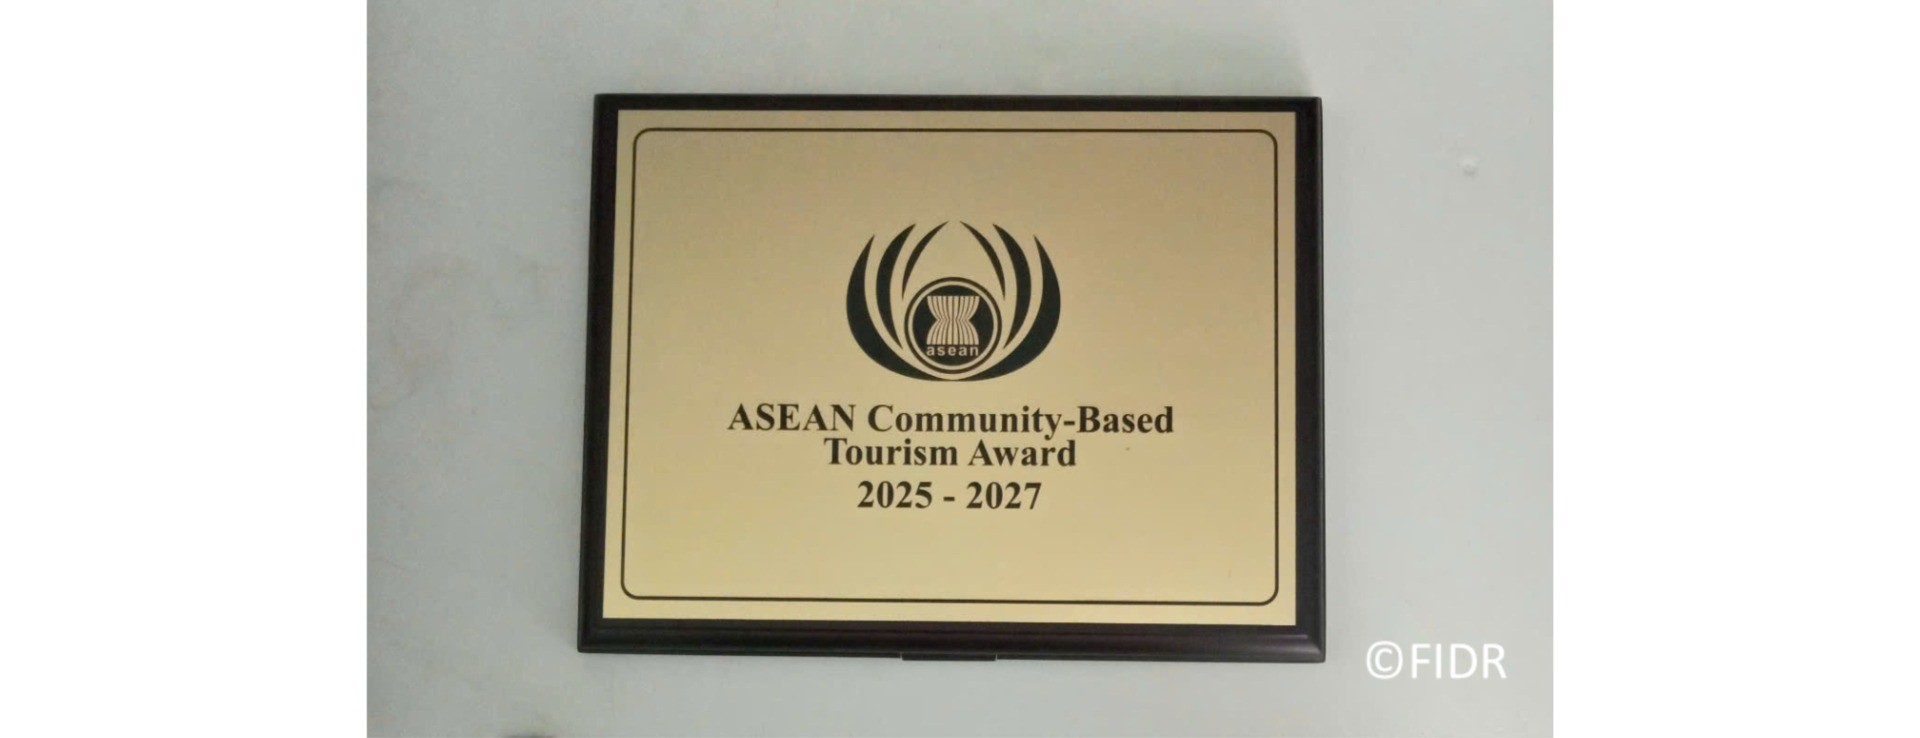 asean
ASEAN Community-Based
Tourism Award
2025 - 2027
©FIDR